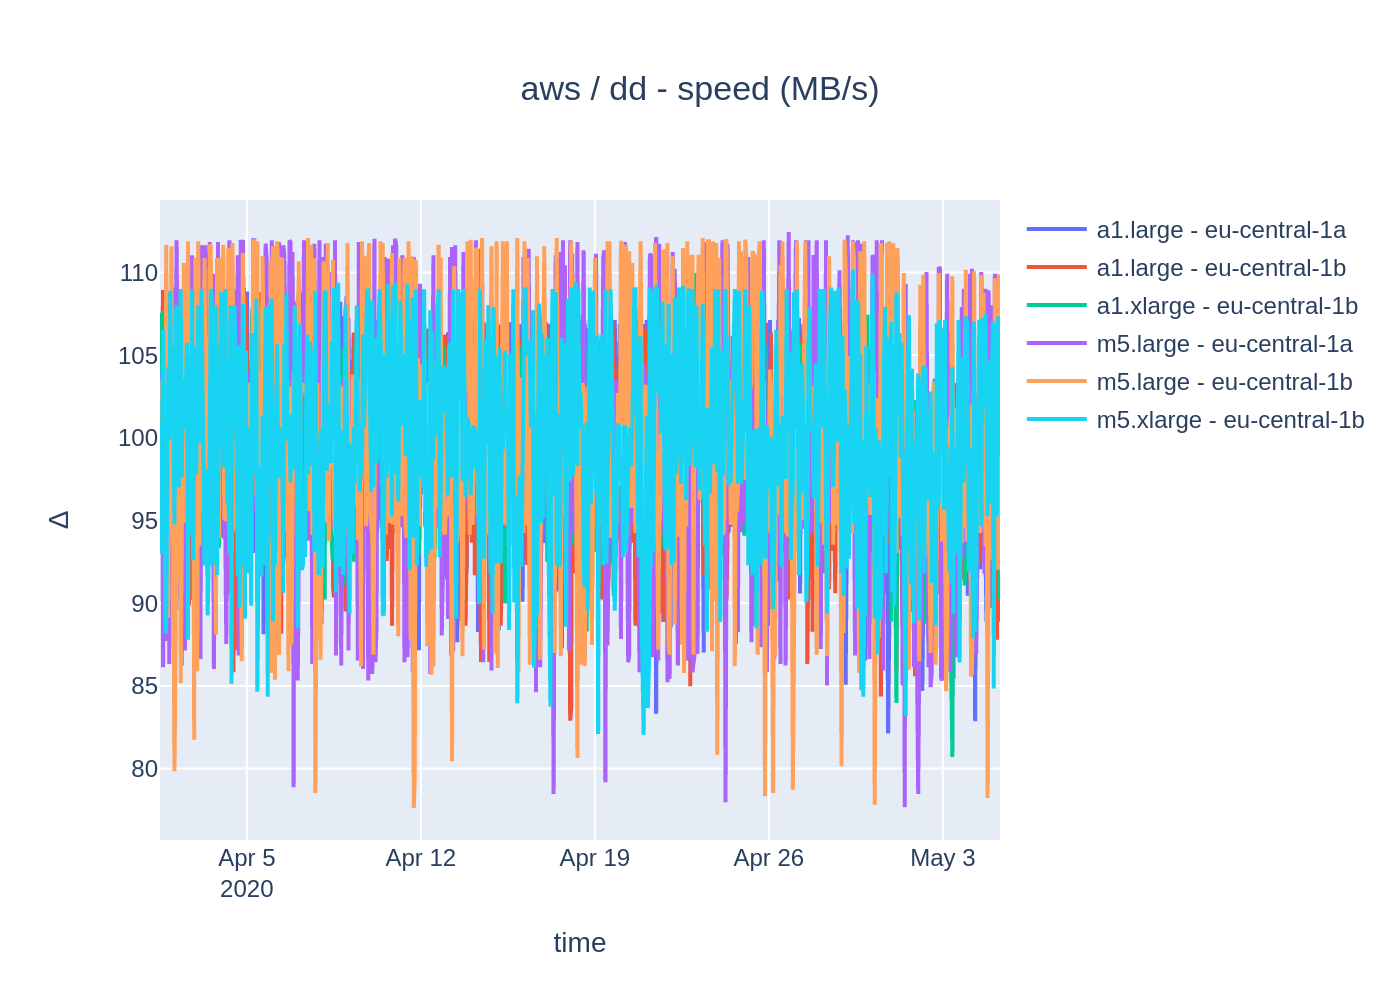 aws / dd - speed (MB/s)
110
105
100
95
90
85
80
Δ
Apr 5
2020
Apr 12
Apr 19
Apr 26
May 3
time
a1.large - eu-central-1a
a1.large - eu-central-1b
a1.xlarge - eu-central-1b
m5.large - eu-central-1a
m5.large - eu-central-1b
m5.xlarge - eu-central-1b